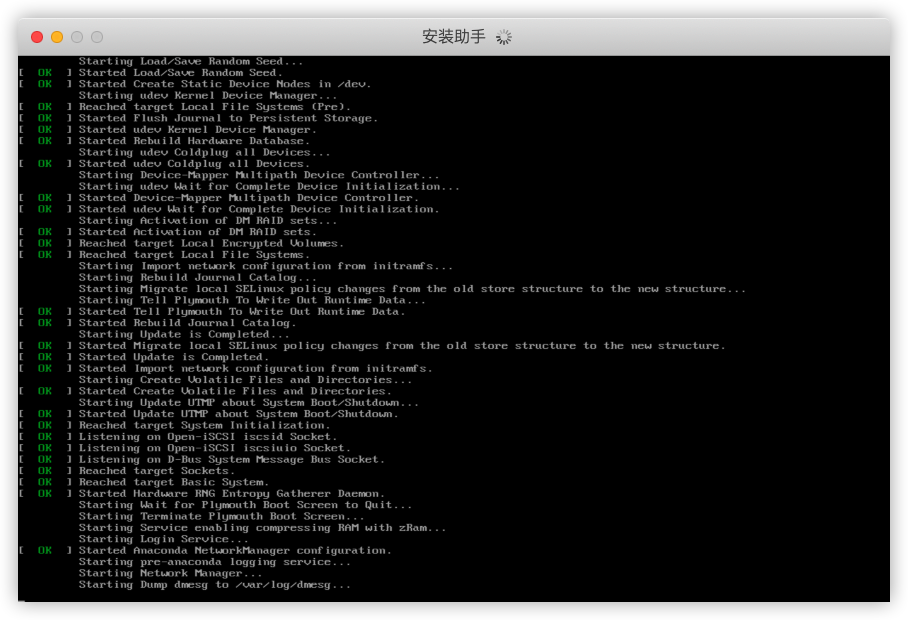 安装助手
Starting Load/Save Random Seed...
[  OK  ] Started Load/Save Random Seed.
[  OK  ] Started Create Static Device Nodes in /dev.
Starting udev Kernel Device Manager...
[  OK  ] Reached target Local File Systems (Pre).
[  OK  ] Started Flush Journal to Persistent Storage.
[  OK  ] Started udev Kernel Device Manager.
[  OK  ] Started Rebuild Hardware Database.
Starting udev Coldplug all Devices...
[  OK  ] Started udev Coldplug all Devices.
Starting Device-Mapper Multipath Device Controller...
Starting udev Wait for Complete Device Initialization...
[  OK  ] Started Device-Mapper Multipath Device Controller.
[  OK  ] Started udev Wait for Complete Device Initialization.
Starting Activation of DM RAID sets...
[  OK  ] Started Activation of DM RAID sets.
[  OK  ] Reached target Local Encrypted Volumes.
[  OK  ] Reached target Local File Systems.
Starting Import network configuration from initramfs...
Starting Rebuild Journal Catalog...
Starting Migrate local SELinux policy changes from the old store structure to the new structure...
Starting Tell Plymouth To Write Out Runtime Data...
[  OK  ] Started Tell Plymouth To Write Out Runtime Data.
[  OK  ] Started Rebuild Journal Catalog.
Starting Update is Completed...
[  OK  ] Started Migrate local SELinux policy changes from the old store structure to the new structure.
[  OK  ] Started Update is Completed.
[  OK  ] Started Import network configuration from initramfs.
Starting Create Volatile Files and Directories...
[  OK  ] Started Create Volatile Files and Directories.
Starting Update UTMP about System Boot/Shutdown...
[  OK  ] Started Update UTMP about System Boot/Shutdown.
[  OK  ] Reached target System Initialization.
[  OK  ] Listening on Open-iSCSI iscsid Socket.
[  OK  ] Listening on Open-iSCSI iscsiuio Socket.
[  OK  ] Listening on D-Bus System Message Bus Socket.
[  OK  ] Reached target Sockets.
[  OK  ] Reached target Basic System.
[  OK  ] Started Hardware RNG Entropy Gatherer Daemon.
Starting Wait for Plymouth Boot Screen to Quit...
Starting Terminate Plymouth Boot Screen...
Starting Service enabling compressing RAM with zRam...
Starting Login Service...
[  OK  ] Started Anaconda NetworkManager configuration.
Starting pre-anaconda logging service...
Starting Network Manager...
Starting Dump dmesg to /var/log/dmesg...